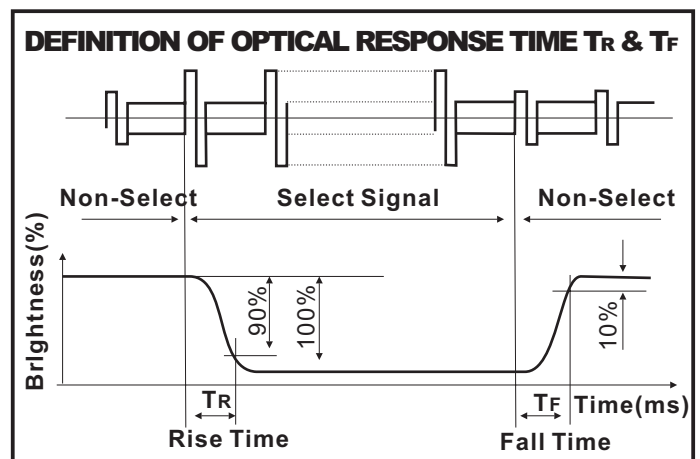 DEFINITION OF OPTICAL RESPONSE TIME TR & TF
Non-Select Select Signal Non-Select
Brightness(%)
90%
100%
10%
TR TF Time(ms)
Rise Time Fall Time